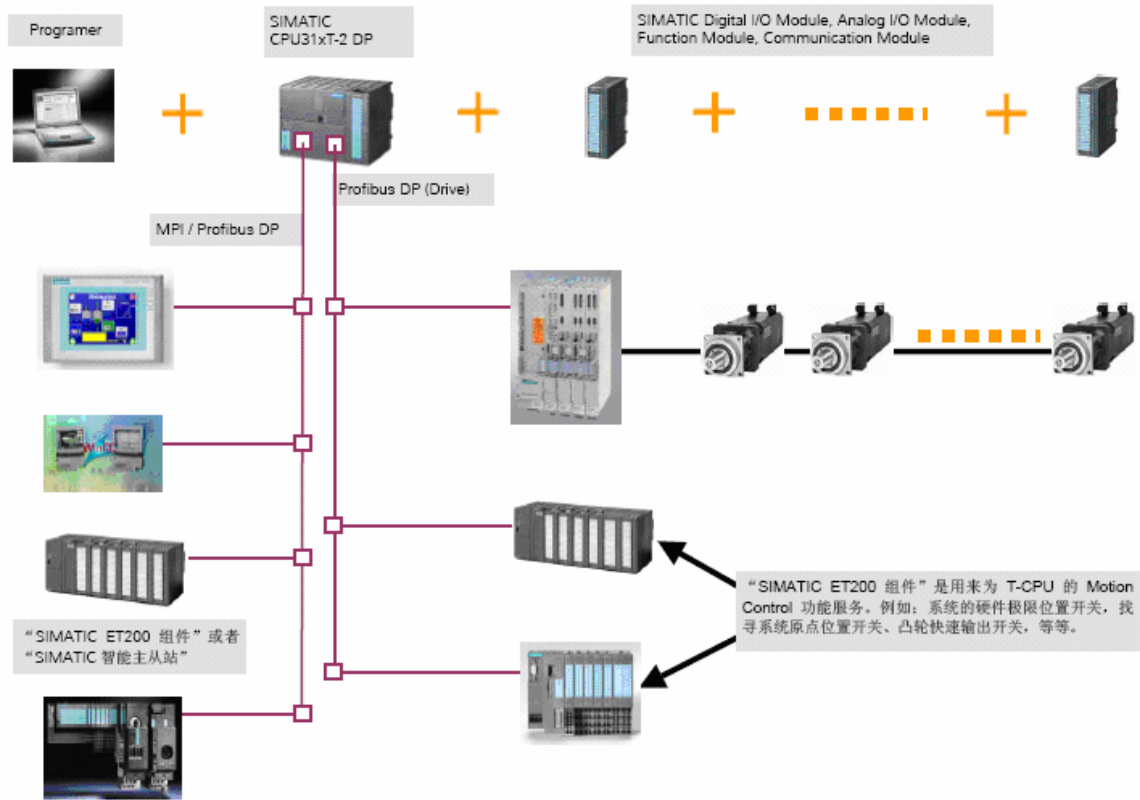 Programer
SIMATIC
CPU31xT-2 DP
SIMATIC Digital I/O Module, Analog I/O Module,
Function Module, Communication Module
Profibus DP (Drive)
MPI / Profibus DP
WinCC
“SIMATIC ET200 组件”是用来为 T-CPU 的 Motion
Control 功能服务。例如：系统的硬件极限位置开关，找
寻系统原点位置开关、凸轮快速输出开关，等等。
“SIMATIC ET200 组件”或者
“SIMATIC 智能主从站”